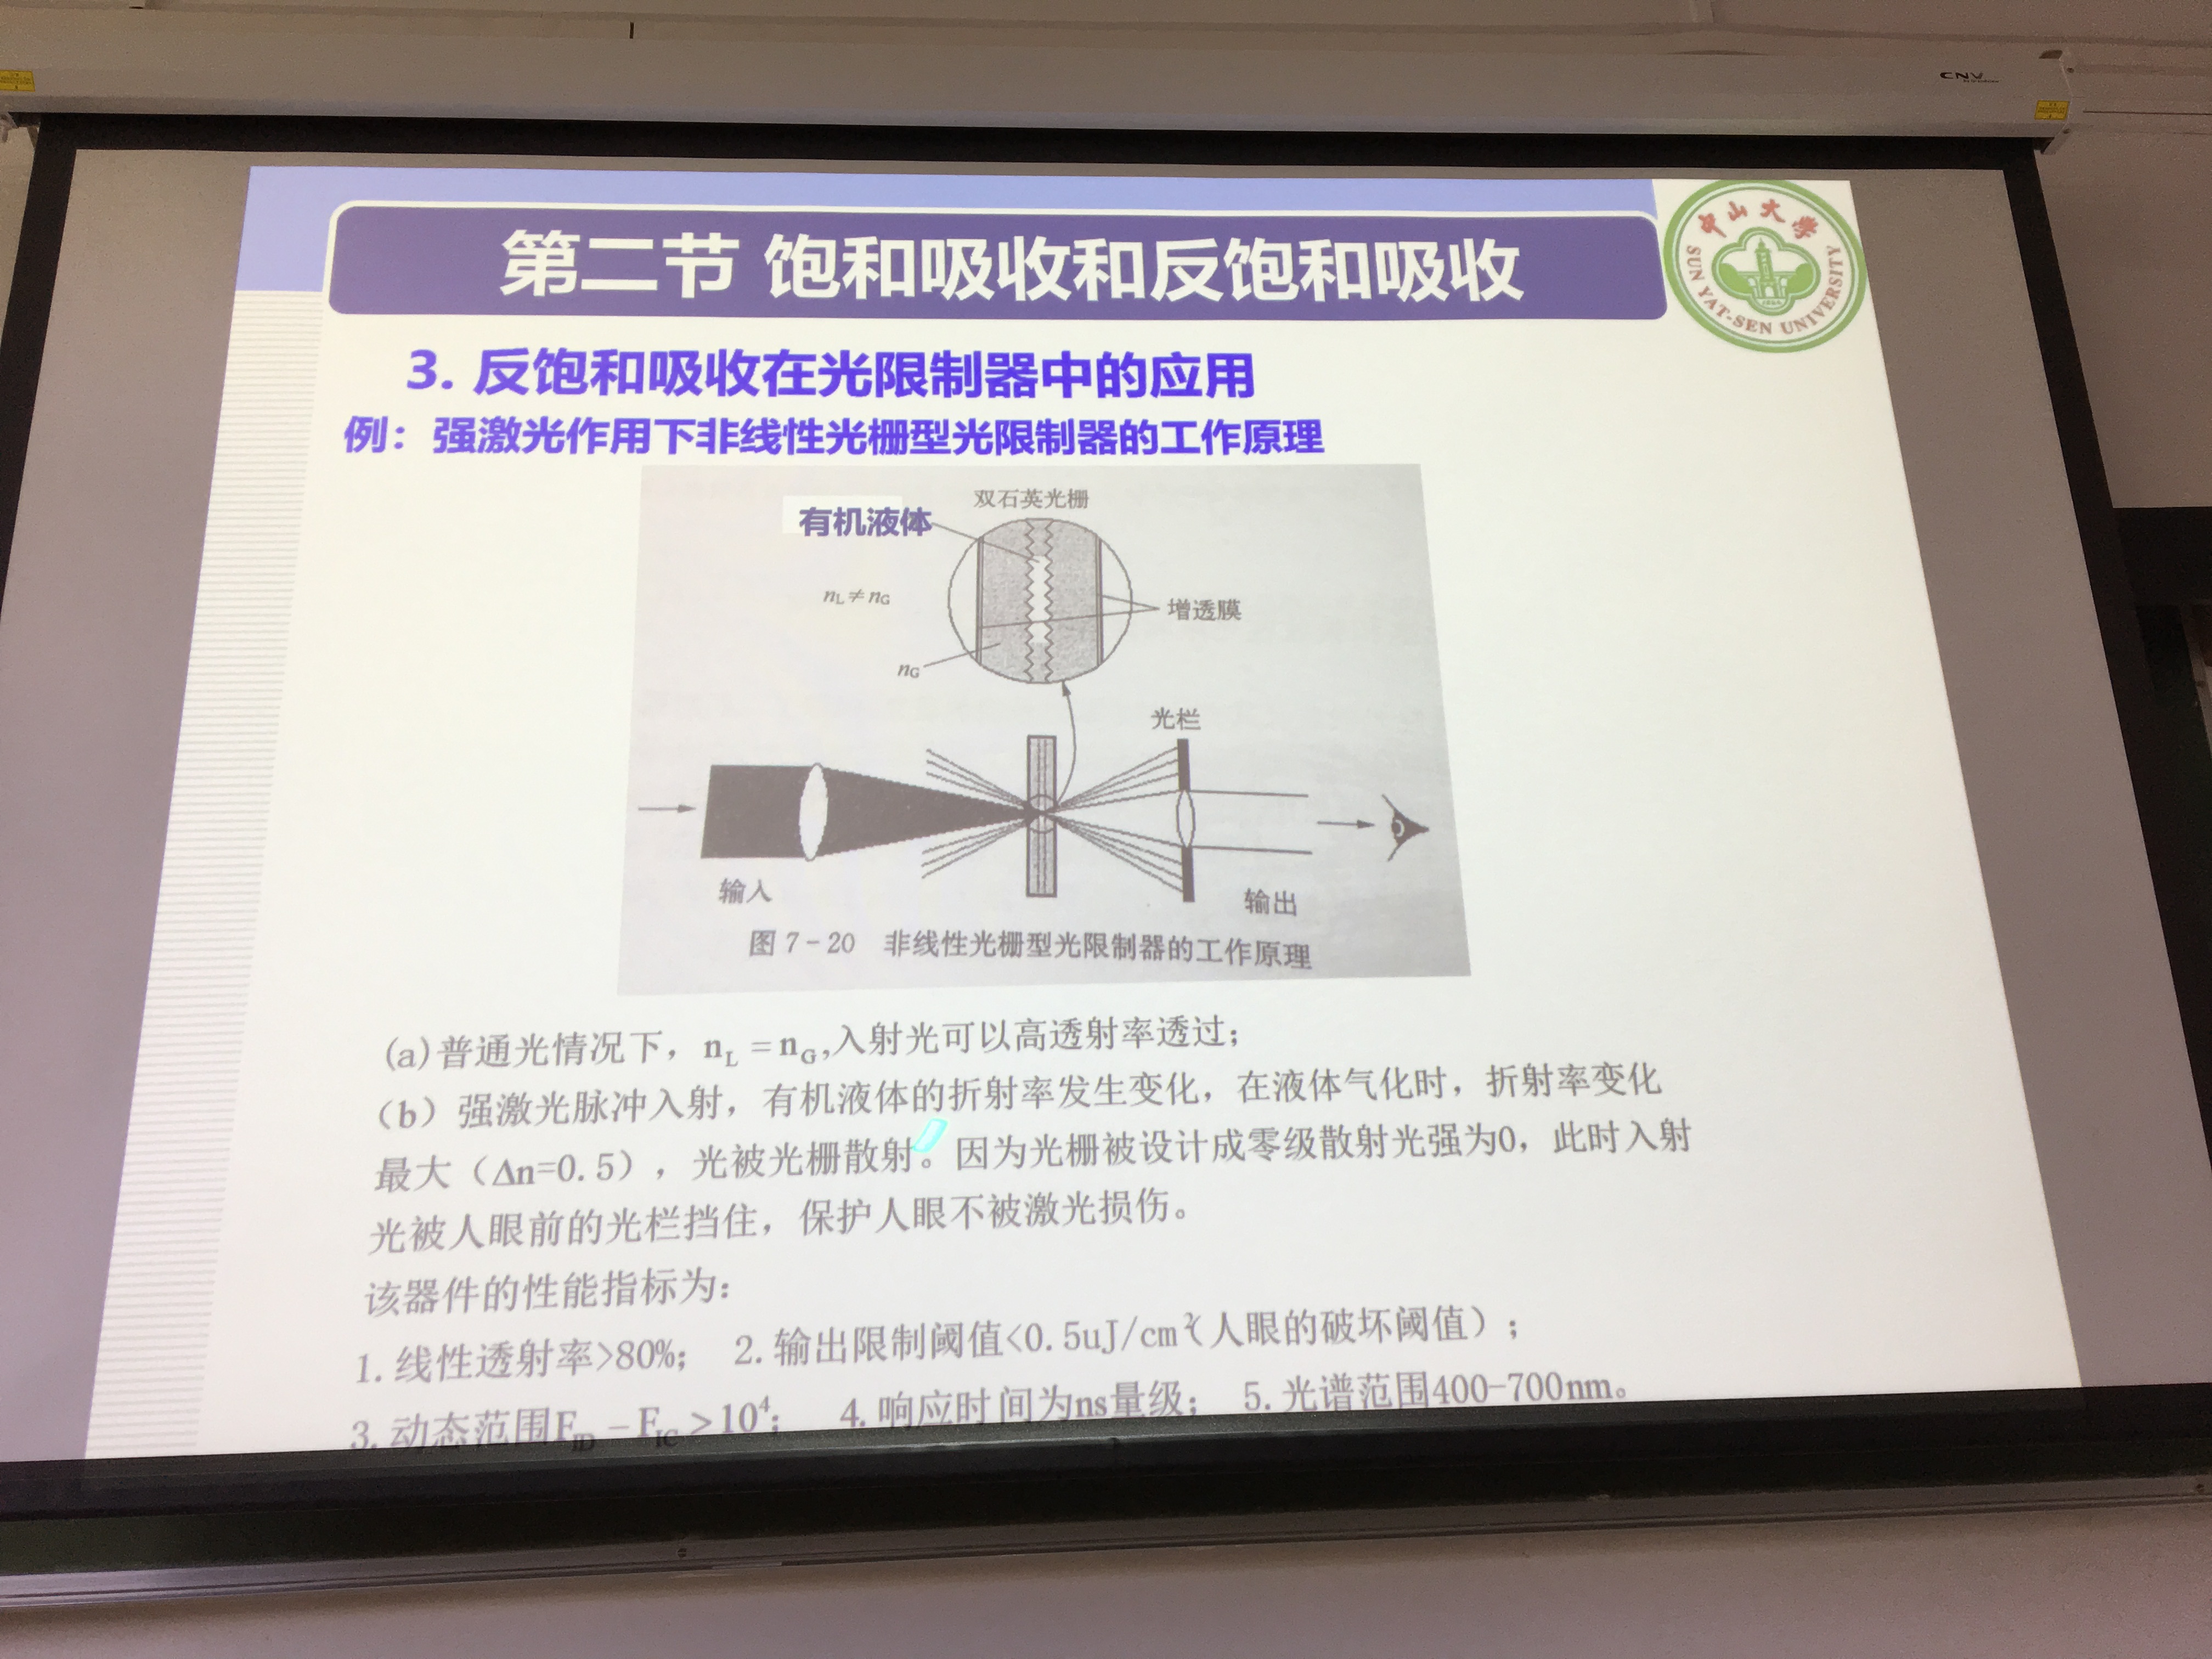 CNV
中山大学
SUN YAT-SEN UNIVERSITY
第二节 饱和吸收和反饱和吸收
3. 反饱和吸收在光限制器中的应用
例：强激光作用下非线性光栅型光限制器的工作原理
双石英光栅
有机液体
nL≠nG
增透膜
nG
光栏
输入
输出
图 7-20 非线性光栅型光限制器的工作原理
(a)普通光情况下，nL =nG,入射光可以高透射率透过；
（b）强激光脉冲入射，有机液体的折射率发生变化，在液体气化时，折射率变化
最大（Δn=0.5），光被光栅散射。因为光栅被设计成零级散射光强为0，此时入射
光被人眼前的光栏挡住，保护人眼不被激光损伤。
该器件的性能指标为：
1.线性透射率>80%； 2.输出限制阈值<0.5uJ/cm²（人眼的破坏阈值）；
3.动态范围FID－FIC＞10⁴； 4.响应时间为ns量级； 5.光谱范围400-700nm。